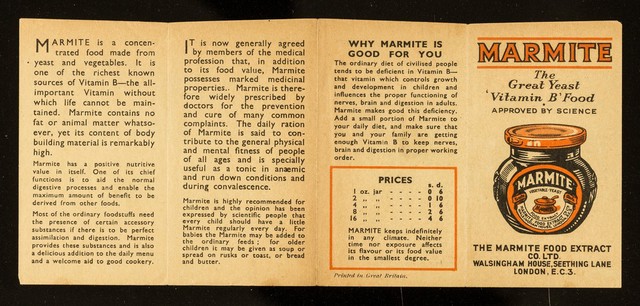 MARMITE is a concen-
trated food made from
yeast and vegetables. It is
one of the richest known
sources of Vitamin B—the all-
important Vitamin without
which life cannot be main-
tained. Marmite contains no
fat or animal matter whatso-
ever, yet its content of body
building material is remarkably
high.
Marmite has a positive nutritive
value in itself. One of its chief
functions is to aid the normal
digestive processes and enable the
maximum amount of benefit to be
derived from other foods.
Most of the ordinary foodstuffs need
the presence of certain accessory
substances if there is to be perfect
assimilation and digestion. Marmite
provides these substances and is also
a delicious addition to the daily menu
and a welcome aid to good cookery.
IT is now generally agreed
by members of the medical
profession that, in addition
to its food value, Marmite
possesses marked medicinal
properties. Marmite is there-
fore widely prescribed by
doctors for the prevention
and cure of many common
complaints. The daily ration
of Marmite is said to con-
tribute to the general physical
and mental fitness of people
of all ages and is specially
useful as a tonic in anæmic
and run down conditions and
during convalescence.
Marmite is highly recommended for
children and the opinion has been
expressed by scientific people that
every child should have a little
Marmite regularly every day. For
babies the Marmite may be added to
the ordinary feeds; for older
children it may be given as soup or
spread on rusks or toast, or bread
and butter.
WHY MARMITE IS
GOOD FOR YOU
The ordinary diet of civilised people
tends to be deficient in Vitamin B—
that vitamin which controls growth
and development in children and
influences the proper functioning of
nerves, brain and digestion in adults.
Marmite makes good this deficiency.
Add a small portion of Marmite to
your daily diet, and make sure that
you and your family are getting
enough Vitamin B to keep nerves,
brain and digestion in proper working
order.
PRICES
s. d.
1 oz. jar - - - - - 0 6
2 „ „ - - - - - 0 10
4 „ „ - - - - - 1 6
8 „ „ - - - - - 2 6
16 „ „ - - - - - 4 6
MARMITE keeps indefinitely
in any climate. Neither
time nor exposure affects
its flavour or its food value
in the smallest degree.
Printed in Great Britain.
MARMITE
The
Great Yeast
'Vitamin B' Food
APPROVED BY SCIENCE
MARMITE
THE MARMITE FOOD EXTRACT
CO. LTD.
WALSINGHAM HOUSE, SEETHING LANE
LONDON, E.C.3.